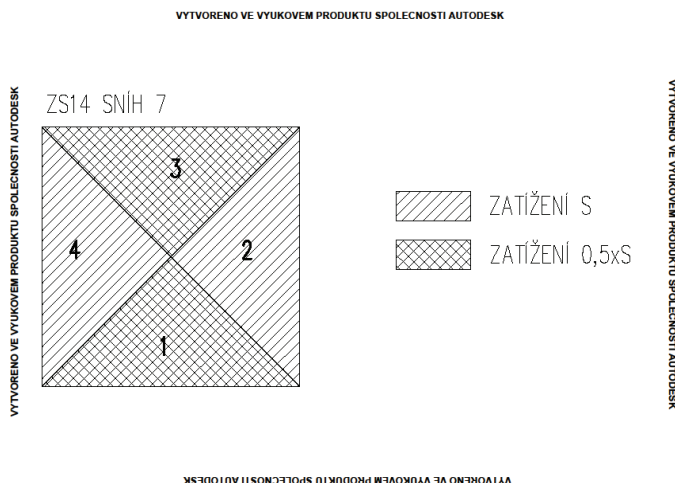 VYTVORENO VE VYUKOVEM PRODUKTU SPOLECNOSTI AUTODESK
VYTVORENO VE VYUKOVEM PRODUKTU SPOLECNOSTI AUTODESK
VYTVORENO VE VYUKOVEM PRODUKTU SPOLECNOSTI AUTODESK
ZS14 SNÍH 7
3
4
2
1
ZATÍŽENÍ S
ZATÍŽENÍ 0,5xS
VYTVORENO VE VYUKOVEM PRODUKTU SPOLECNOSTI AUTODESK